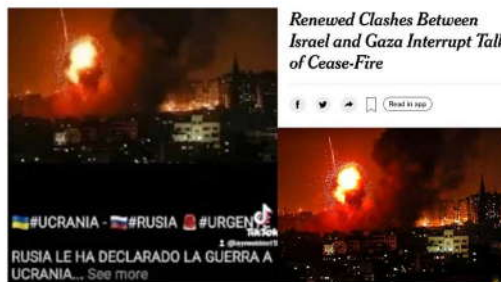 #UCRANIA - #RUSIA #URGEN
TikTok
RUSIA LE HA DECLARADO LA GUERRA A
UCRANIA... See more
Renewed Clashes Between
Israel and Gaza Interrupt Tall
of Cease-Fire
Read in app